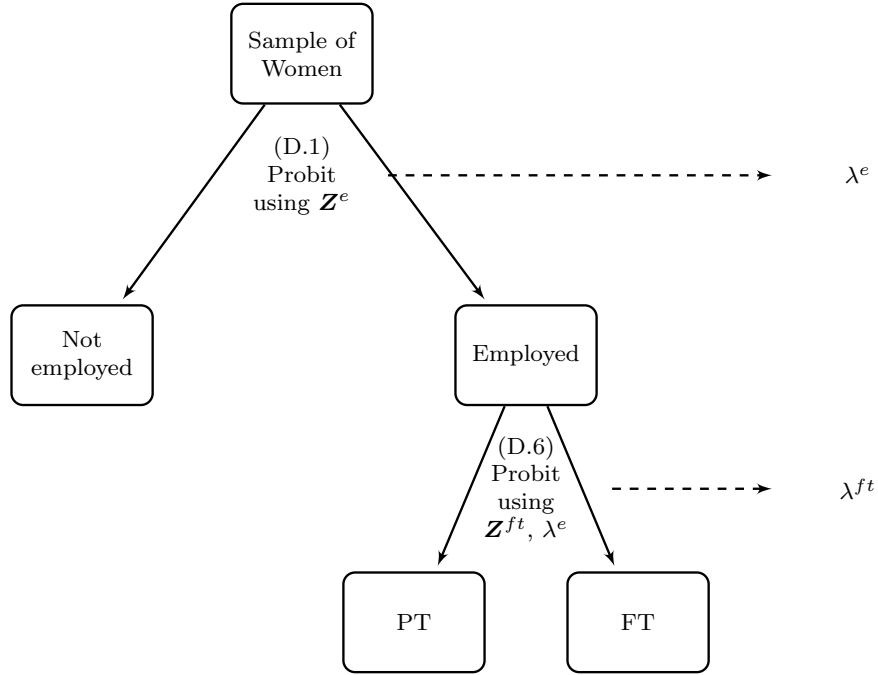 Sample of
Women
(D.1)
Probit
using Z^e
λ^e
Not
employed
Employed
(D.6)
Probit
using
Z^{ft}, λ^e
λ^{ft}
PT
FT